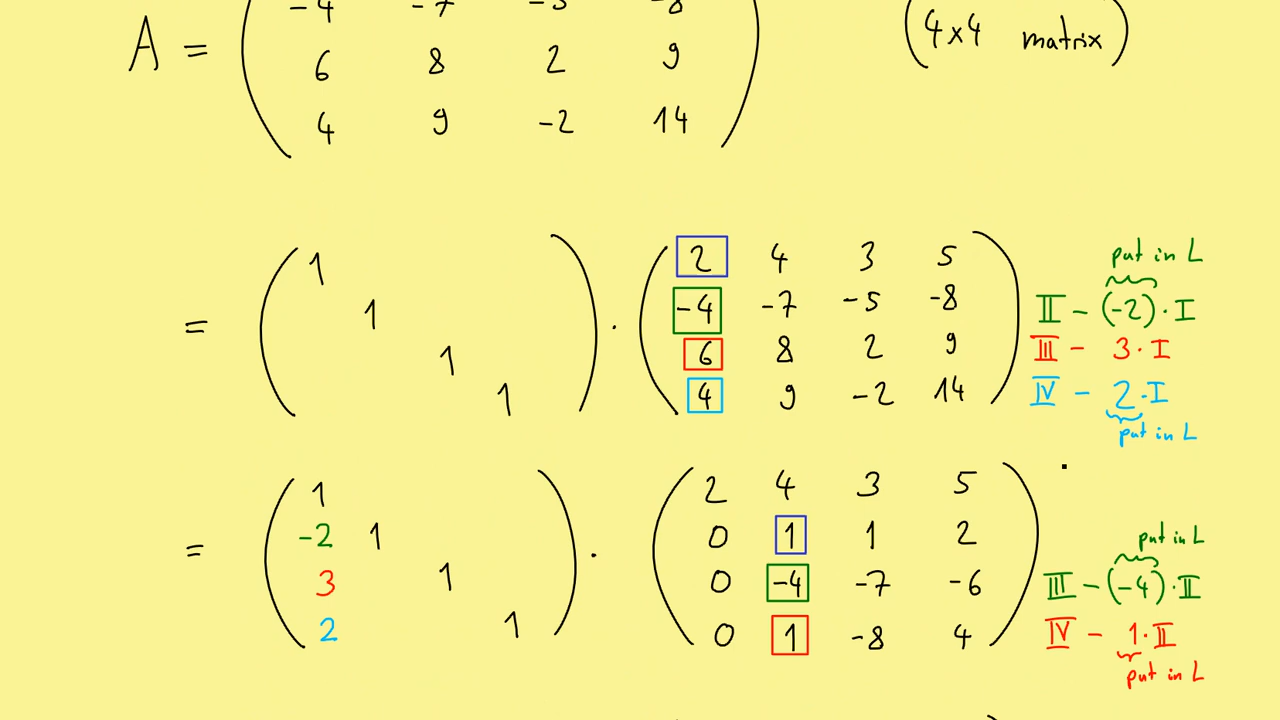 -4 -7 -5 -8
A = 6 8 2 9 (4x4 matrix)
4 9 -2 14
put in L
1 2 4 3 5
1 -4 -7 -5 -8 II - (-2) · I
= 1 · 6 8 2 9 III - 3 · I
1 4 9 -2 14 IV - 2 · I
put in L
1 2 4 3 5
put in L
-2 1 0 1 1 2
= 3 1 · 0 -4 -7 -6 III - (-4) · II
2 1 0 1 -8 4 IV - 1 · II
put in L